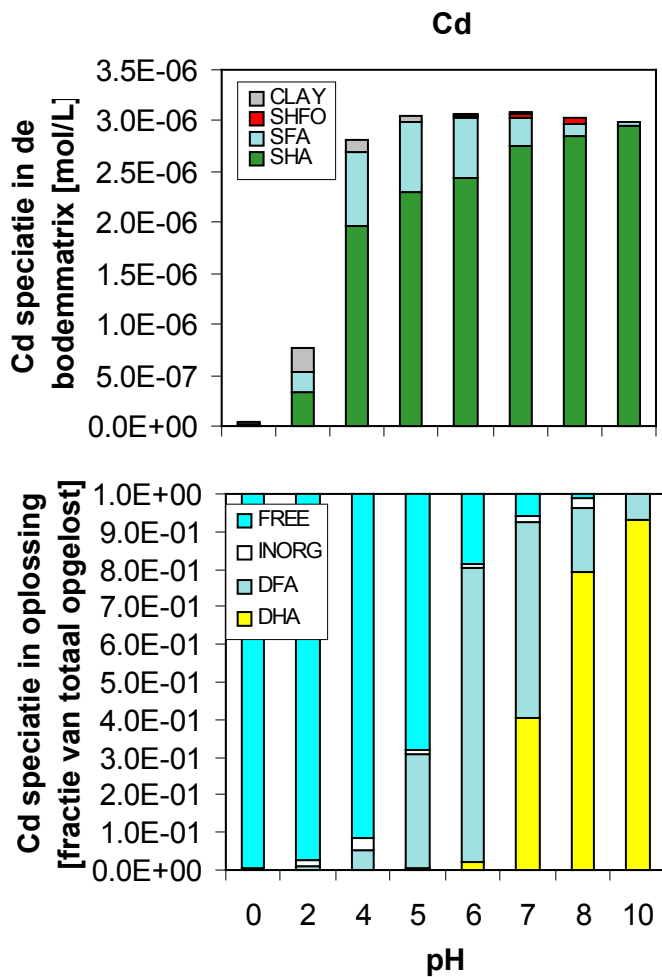 Cd
Cd speciatie in de
bodemmatrix [mol/L]
3.5E-06
3.0E-06
2.5E-06
2.0E-06
1.5E-06
1.0E-06
5.0E-07
0.0E+00
CLAY
SHFO
SFA
SHA
Cd speciatie in oplossing
[fractie van totaal opgelost]
1.0E+00
9.0E-01
8.0E-01
7.0E-01
6.0E-01
5.0E-01
4.0E-01
3.0E-01
2.0E-01
1.0E-01
0.0E+00
FREE
INORG
DFA
DHA
0 2 4 5 6 7 8 10
pH